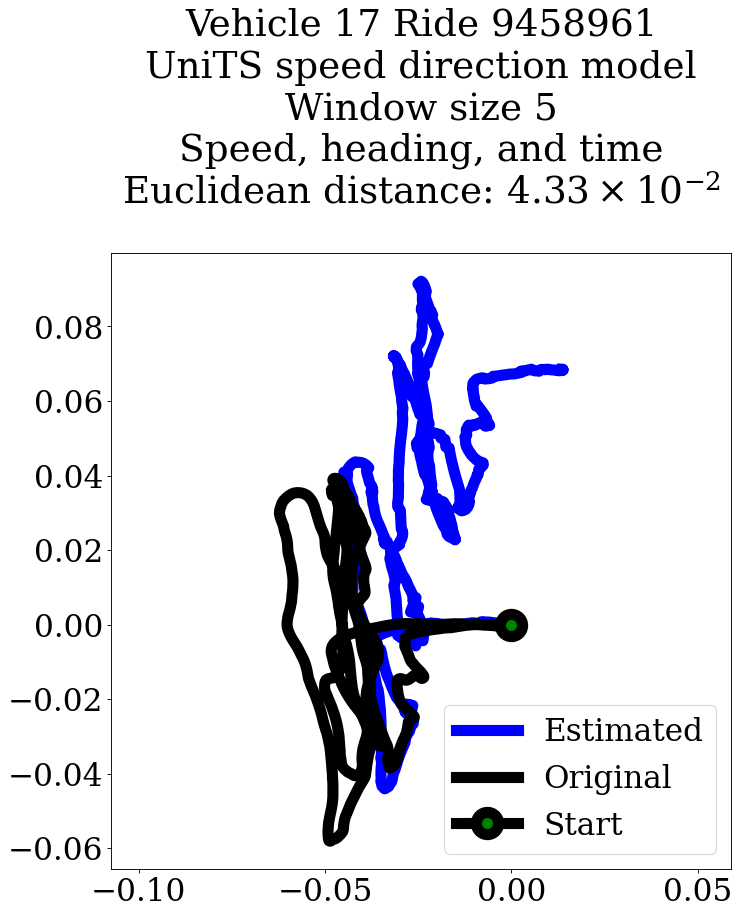 Vehicle 17 Ride 9458961
UniTS speed direction model
Window size 5
Speed, heading, and time
Euclidean distance: 4.33 × 10⁻²
0.08
0.06
0.04
0.02
0.00
−0.02
−0.04
−0.06
Estimated
Original
Start
−0.10 −0.05 0.00 0.05